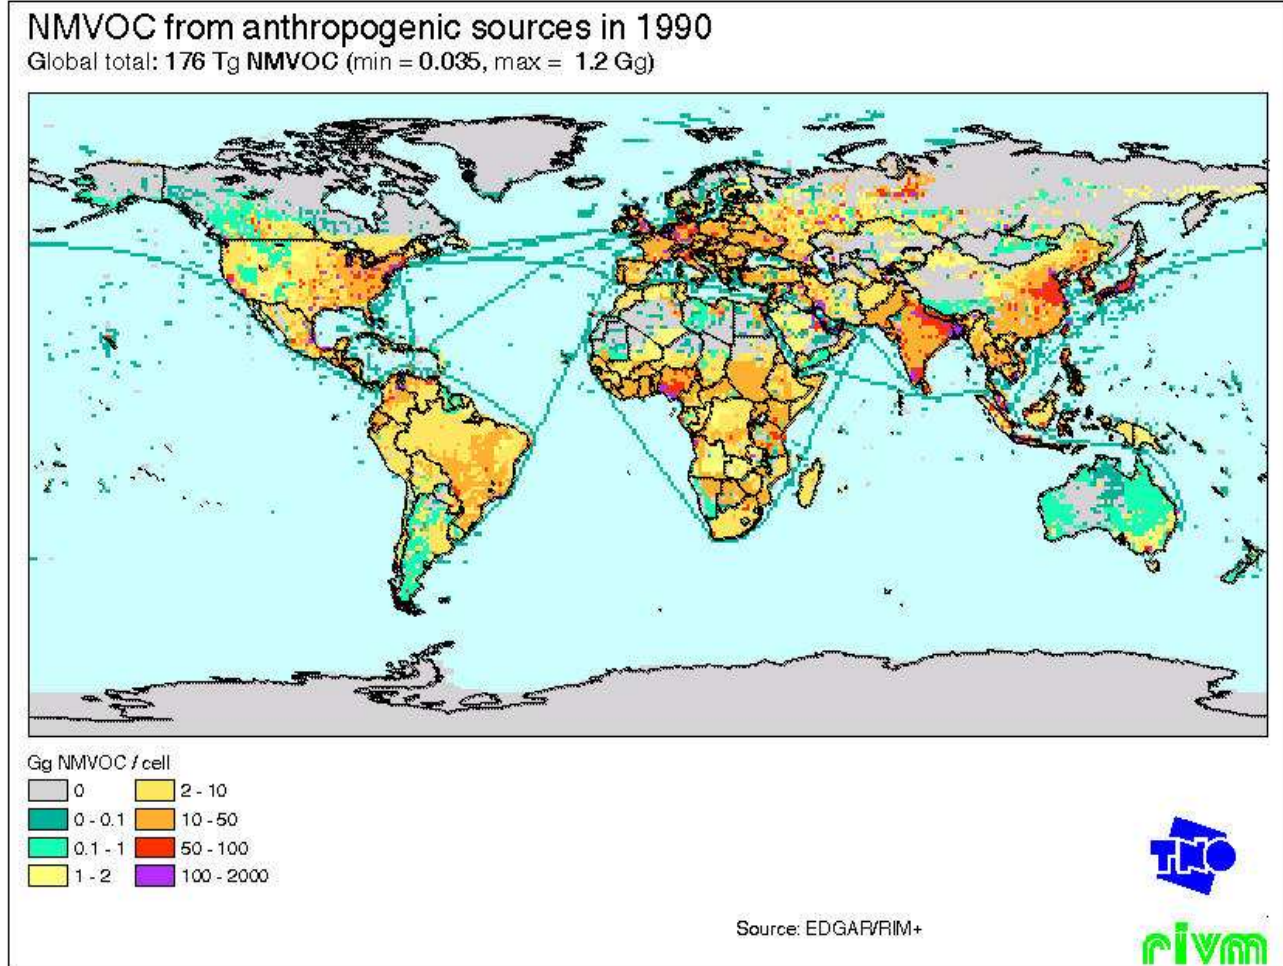 NMVOC from anthropogenic sources in 1990
Global total: 176 Tg NMVOC (min = 0.035, max = 1.2 Gg)
Gg NMVOC / cell
0
0 - 0.1
0.1 - 1
1 - 2
2 - 10
10 - 50
50 - 100
100 - 2000
TNO
Source: EDGAR/RIM+
rivm